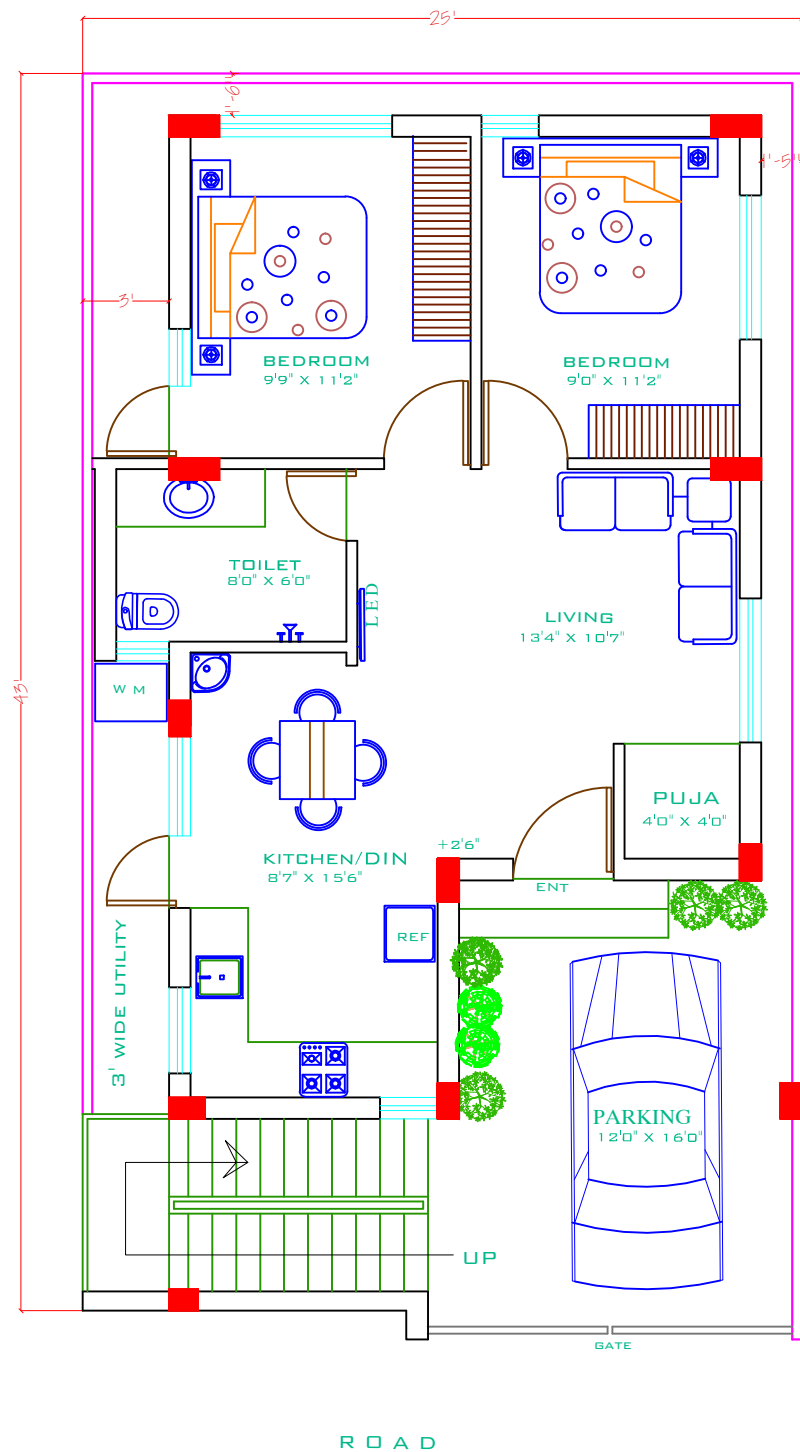 25'
1'-6"
1'-5"
3'
BEDROOM
9'9" X 11'2"
BEDROOM
9'0" X 11'2"
TOILET
8'0" X 6'0"
LED
LIVING
13'4" X 10'7"
43'
W M
PUJA
4'0" X 4'0"
+2'6"
KITCHEN/DIN
8'7" X 15'6"
ENT
REF
3' WIDE UTILITY
PARKING
12'0" X 16'0"
UP
GATE
ROAD